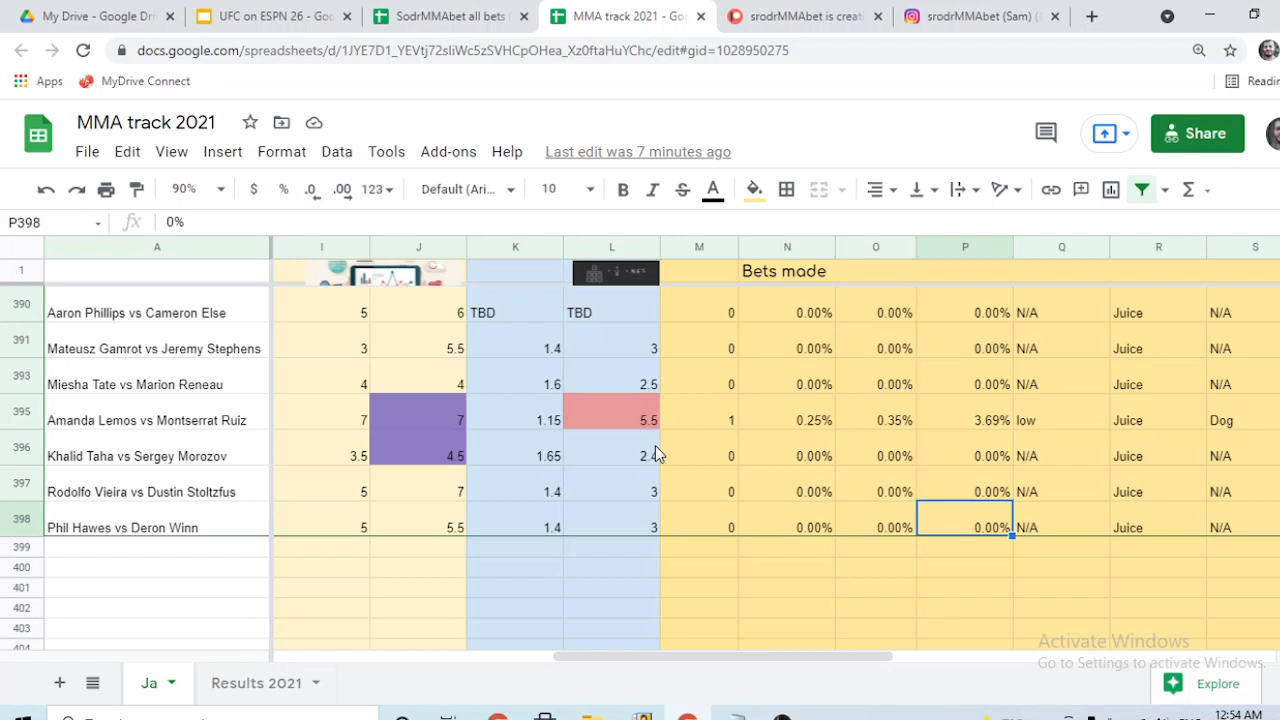 My Drive - Google Dri
UFC on ESPN 26 - Goo
SodrMMAbet all bets (
MMA track 2021 - Goo
srodrMMAbet is creati
srodrMMAbet (Sam) (
docs.google.com/spreadsheets/d/1JYE7D1_YEVtj72sliWc5zSVHCpOHea_Xz0ftaHuYChc/edit#gid=1028950275
Apps
MyDrive Connect
Readin
MMA track 2021
File Edit View Insert Format Data Tools Add-ons Help Last edit was 7 minutes ago
Share
90% $ % .0 .00 123 Default (Ari... 10 B I S A
P398 fx 0%
A I J K L M N O P Q R S
1 Bets made
390 Aaron Phillips vs Cameron Else 5 6 TBD TBD 0 0.00% 0.00% 0.00% N/A Juice N/A
391 Mateusz Gamrot vs Jeremy Stephens 3 5.5 1.4 3 0 0.00% 0.00% 0.00% N/A Juice N/A
393 Miesha Tate vs Marion Reneau 4 4 1.6 2.5 0 0.00% 0.00% 0.00% N/A Juice N/A
395 Amanda Lemos vs Montserrat Ruiz 7 7 1.15 5.5 1 0.25% 0.35% 3.69% low Juice Dog
396 Khalid Taha vs Sergey Morozov 3.5 4.5 1.65 2. 0 0.00% 0.00% 0.00% N/A Juice N/A
397 Rodolfo Vieira vs Dustin Stoltzfus 5 7 1.4 3 0 0.00% 0.00% 0.00% N/A Juice N/A
398 Phil Hawes vs Deron Winn 5 5.5 1.4 3 0 0.00% 0.00% 0.00% N/A Juice N/A
399
400
401
402
403
404
Activate Windows
Go to Settings to activate Windows.
Ja
Results 2021
Explore
12:54 AM